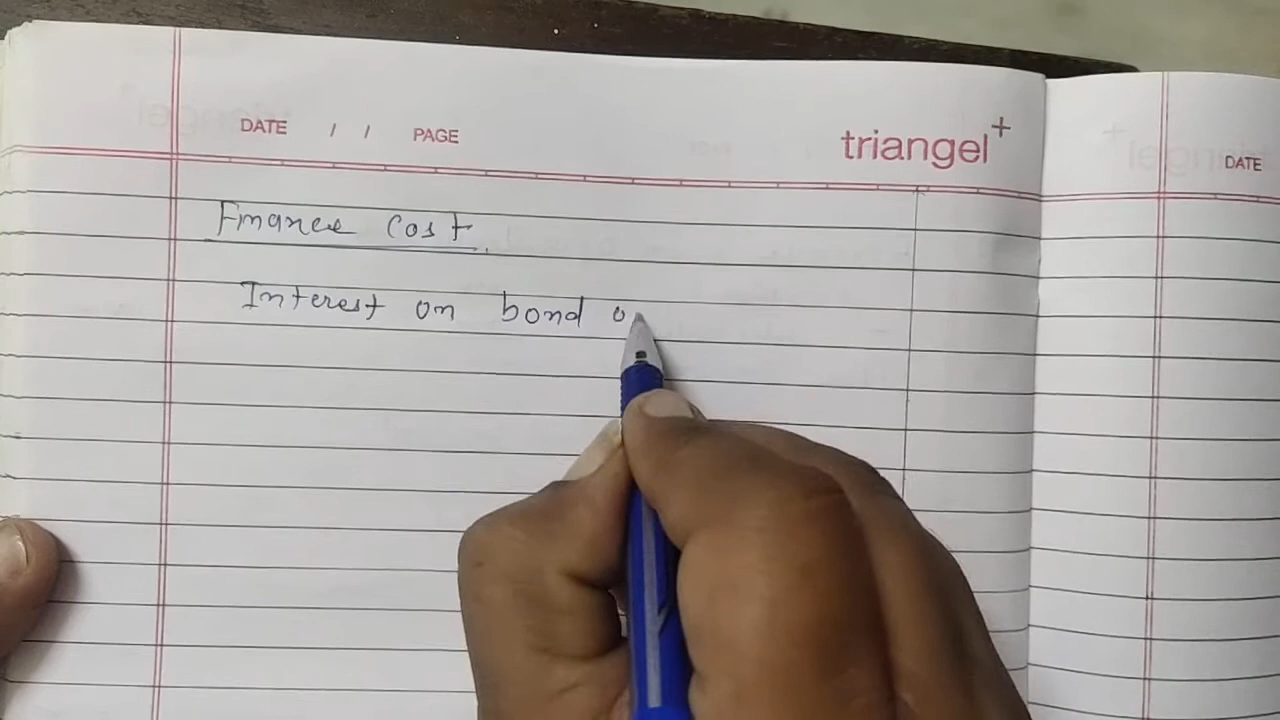 DATE / / PAGE
triangel+
DATE
Finance cost
Interest on bond o